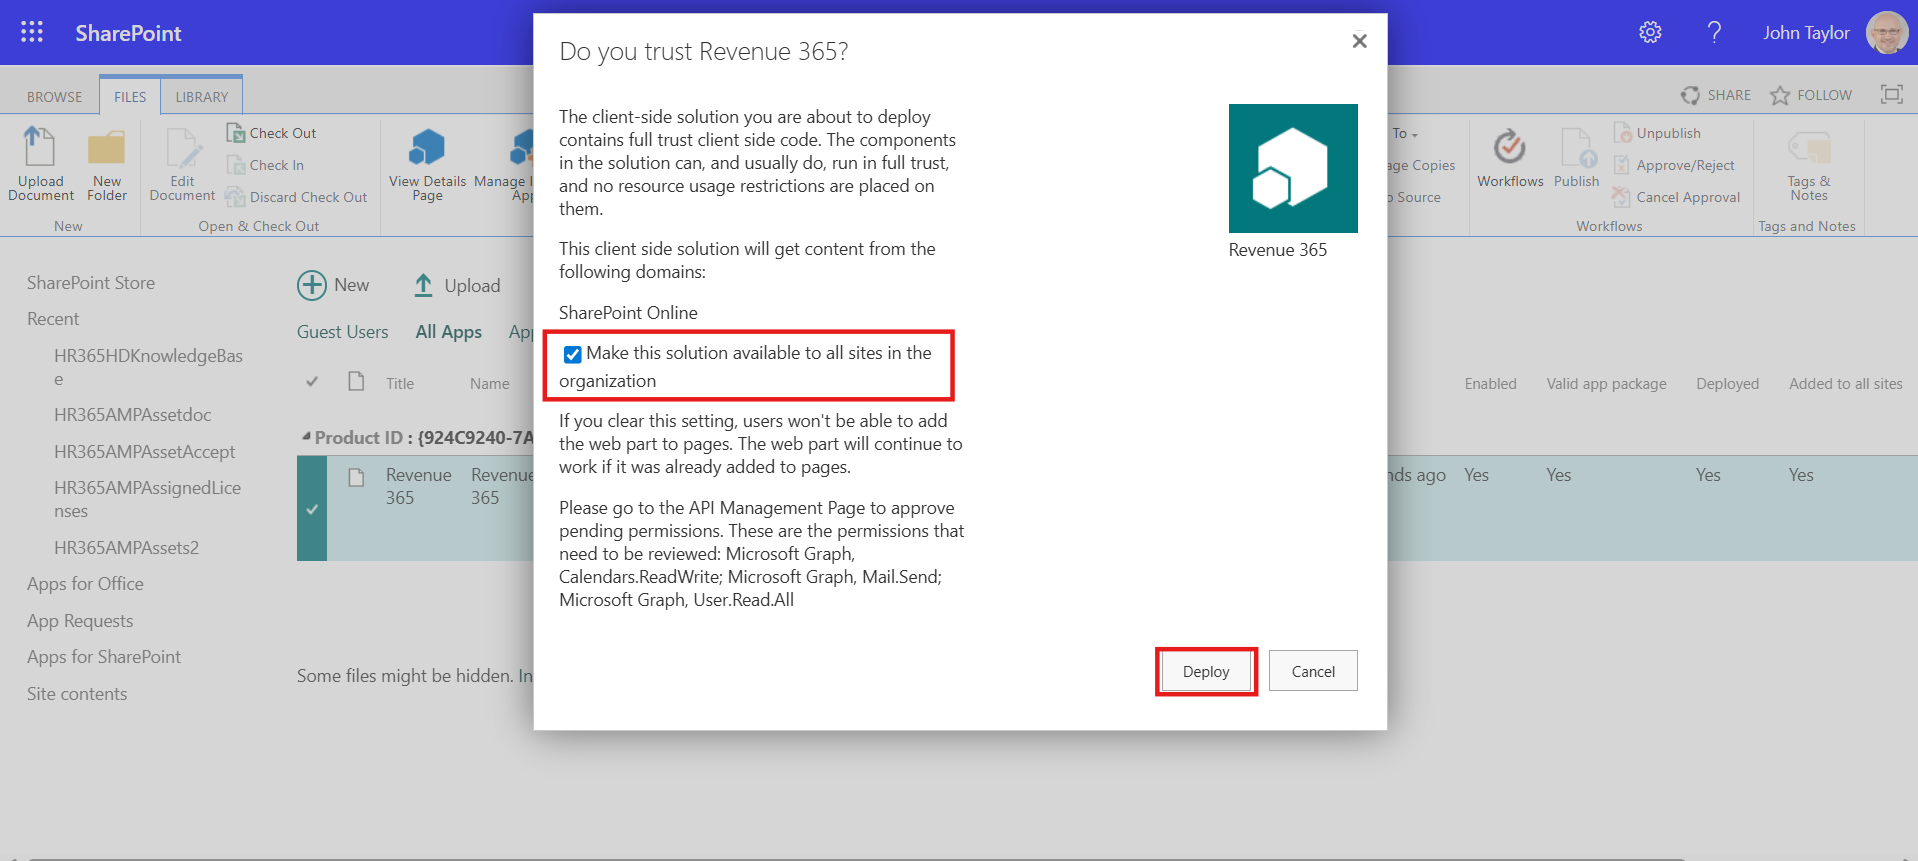 SharePoint
John Taylor
BROWSE
FILES
LIBRARY
SHARE
FOLLOW
Upload
Document
New
Folder
New
Edit
Document
Check Out
Check In
Discard Check Out
Open & Check Out
View Details
Page
Manage
To
Copies
Source
Workflows
Publish
Unpublish
Approve/Reject
Cancel Approval
Workflows
Tags &
Notes
Tags and Notes
SharePoint Store
Recent
HR365HDKnowledgeBas
e
HR365AMPAssetdoc
HR365AMPAssetAccept
HR365AMPAssignedLice
nses
HR365AMPAssets2
Apps for Office
App Requests
Apps for SharePoint
Site contents
New
Upload
Guest Users
All Apps
Title
Name
Enabled
Valid app package
Deployed
Added to all sites
Product ID : {924C9240-7A
Revenue
365
Revenue
365
ago
Yes
Yes
Yes
Yes
Some files might be hidden. In
Do you trust Revenue 365?
The client-side solution you are about to deploy
contains full trust client side code. The components
in the solution can, and usually do, run in full trust,
and no resource usage restrictions are placed on
them.
This client side solution will get content from the
following domains:
SharePoint Online
Make this solution available to all sites in the
organization
If you clear this setting, users won't be able to add
the web part to pages. The web part will continue to
work if it was already added to pages.
Please go to the API Management Page to approve
pending permissions. These are the permissions that
need to be reviewed: Microsoft Graph,
Calendars.ReadWrite; Microsoft Graph, Mail.Send;
Microsoft Graph, User.Read.All
Revenue 365
Deploy
Cancel